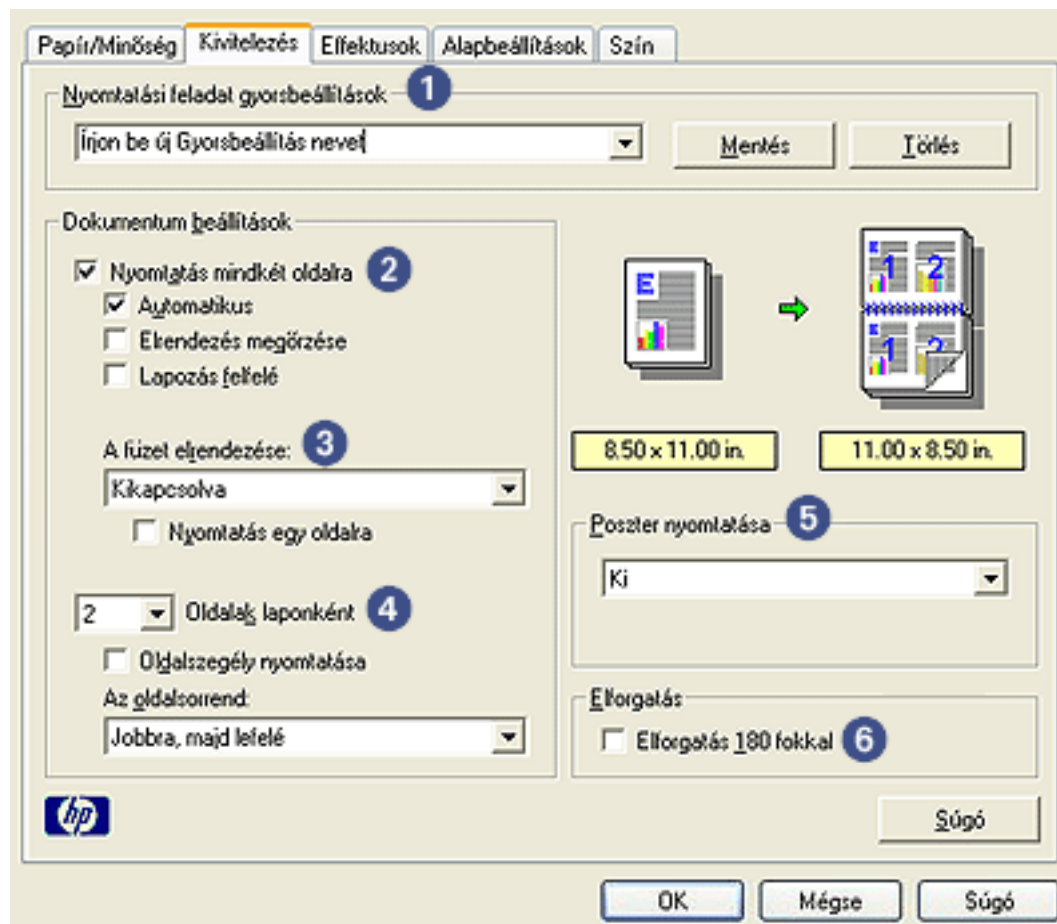 Papír/Minőség Kivitelezés Effektusok Alapbeállítások Szín
Nyomtatási feladat gyorsbeállítások 1
Írjon be új Gyorsbeállítás nevet Mentés Törlés
Dokumentum beállítások
Nyomtatás mindkét oldalra 2
Automatikus
Elrendezés megőrzése
Lapozás felfelé
E
E 1 2
E 1 2
A füzet elrendezése: 3
8.50 x 11.00 in. 11.00 x 8.50 in.
Kikapcsolva
Nyomtatás egy oldalra
Poszter nyomtatása 5
Ki
2 Oldalak laponként 4
Oldalszegély nyomtatása
Az oldalsorrend:
Jobbra, majd lefelé
Elforgatás
Elforgatás 180 fokkal 6
hp Súgó
OK Mégse Súgó